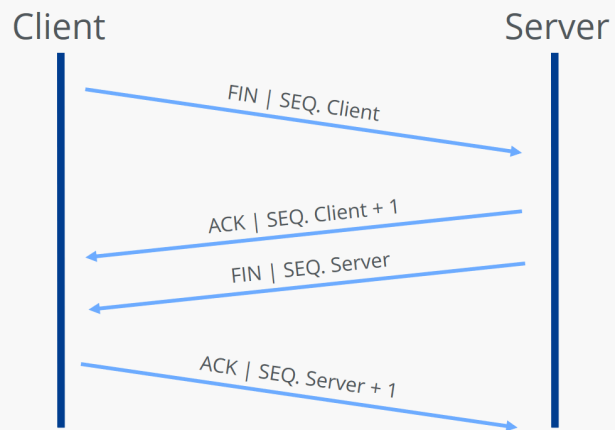 Client
Server
FIN | SEQ. Client
ACK | SEQ. Client + 1
FIN | SEQ. Server
ACK | SEQ. Server + 1